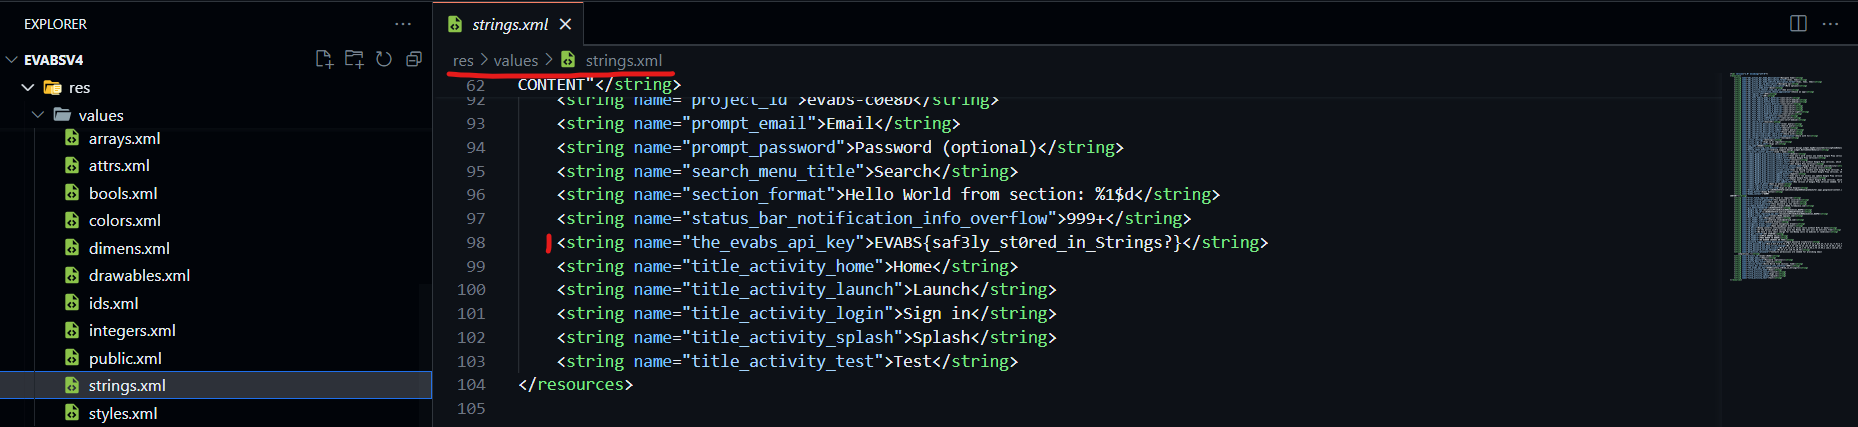 EXPLORER
EVABSV4
res
values
arrays.xml
attrs.xml
bools.xml
colors.xml
dimens.xml
drawables.xml
ids.xml
integers.xml
public.xml
strings.xml
styles.xml
strings.xml
res > values > strings.xml
62 CONTENT"</string>
92 <string name="project_id">evabs-c0e8b</string>
93 <string name="prompt_email">Email</string>
94 <string name="prompt_password">Password (optional)</string>
95 <string name="search_menu_title">Search</string>
96 <string name="section_format">Hello World from section: %1$d</string>
97 <string name="status_bar_notification_info_overflow">999+</string>
98 <string name="the_evabs_api_key">EVABS{saf3ly_st0red_in_Strings?}</string>
99 <string name="title_activity_home">Home</string>
100 <string name="title_activity_launch">Launch</string>
101 <string name="title_activity_login">Sign in</string>
102 <string name="title_activity_splash">Splash</string>
103 <string name="title_activity_test">Test</string>
104 </resources>
105